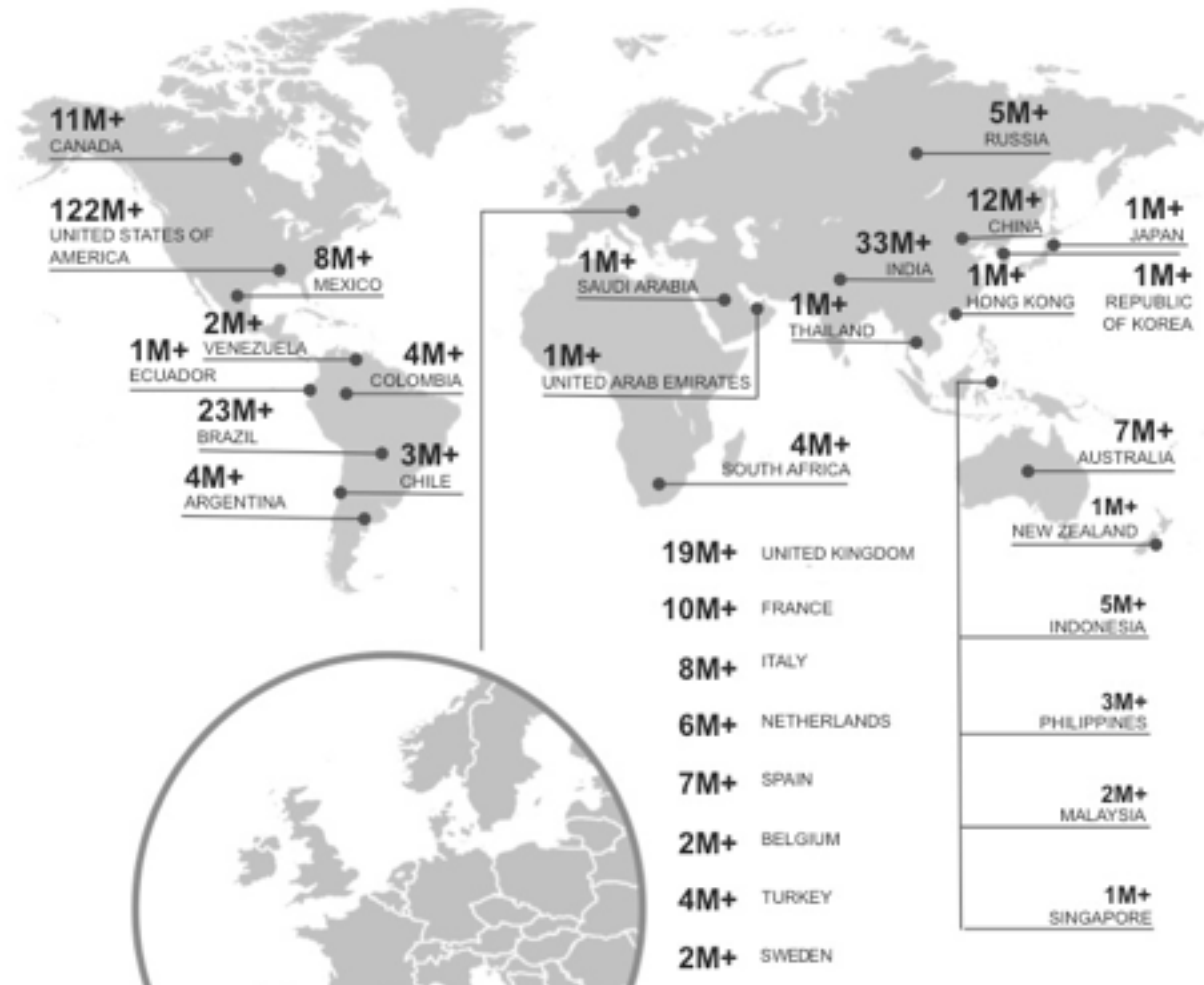 11M+
CANADA
122M+
UNITED STATES OF
AMERICA
8M+
MEXICO
2M+
VENEZUELA
1M+
ECUADOR
4M+
COLOMBIA
23M+
BRAZIL
3M+
CHILE
4M+
ARGENTINA
5M+
RUSSIA
12M+
CHINA
1M+
JAPAN
33M+
INDIA
1M+
SAUDI ARABIA
1M+
HONG KONG
1M+
REPUBLIC
OF KOREA
1M+
THAILAND
1M+
UNITED ARAB EMIRATES
4M+
SOUTH AFRICA
7M+
AUSTRALIA
1M+
NEW ZEALAND
19M+ UNITED KINGDOM
10M+ FRANCE
8M+ ITALY
6M+ NETHERLANDS
7M+ SPAIN
2M+ BELGIUM
4M+ TURKEY
2M+ SWEDEN
5M+
INDONESIA
3M+
PHILIPPINES
2M+
MALAYSIA
1M+
SINGAPORE